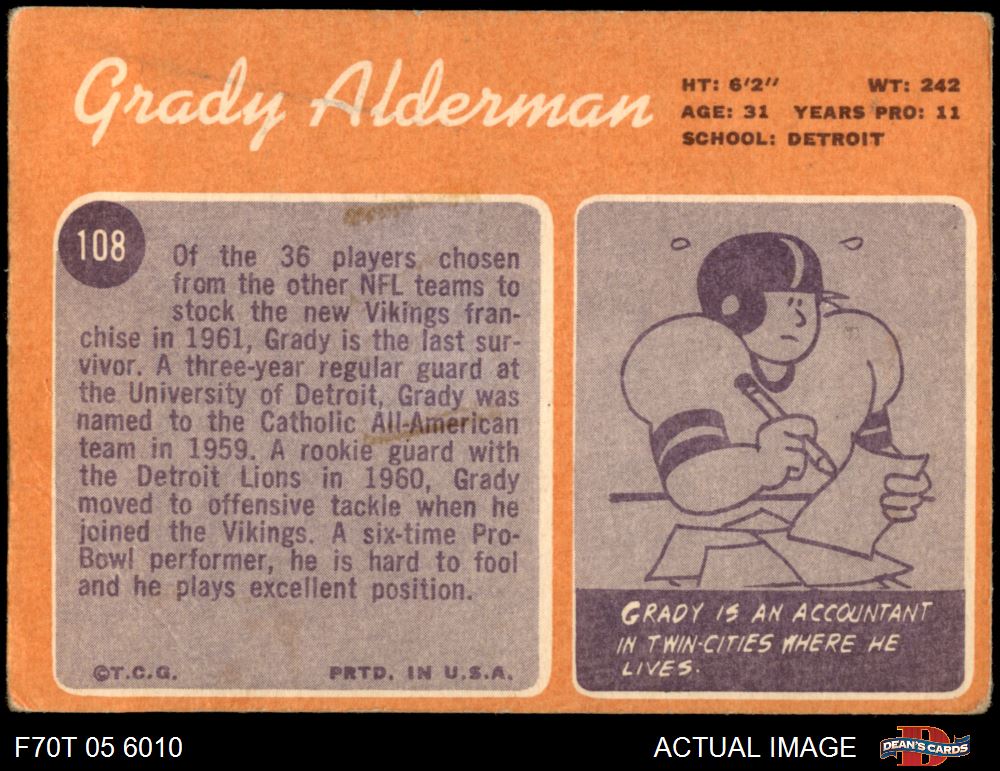 Grady Alderman
HT: 6'2" WT: 242
AGE: 31 YEARS PRO: 11
SCHOOL: DETROIT
108
Of the 36 players chosen
from the other NFL teams to
stock the new Vikings fran-
chise in 1961, Grady is the last sur-
vivor. A three-year regular guard at
the University of Detroit, Grady was
named to the Catholic All-American
team in 1959. A rookie guard with
the Detroit Lions in 1960, Grady
moved to offensive tackle when he
joined the Vikings. A six-time Pro-
Bowl performer, he is hard to fool
and he plays excellent position.
©T.C.G. PRTD. IN U.S.A.
GRADY IS AN ACCOUNTANT
IN TWIN-CITIES WHERE HE
LIVES.
F70T 05 6010 ACTUAL IMAGE
D
DEAN'S CARDS